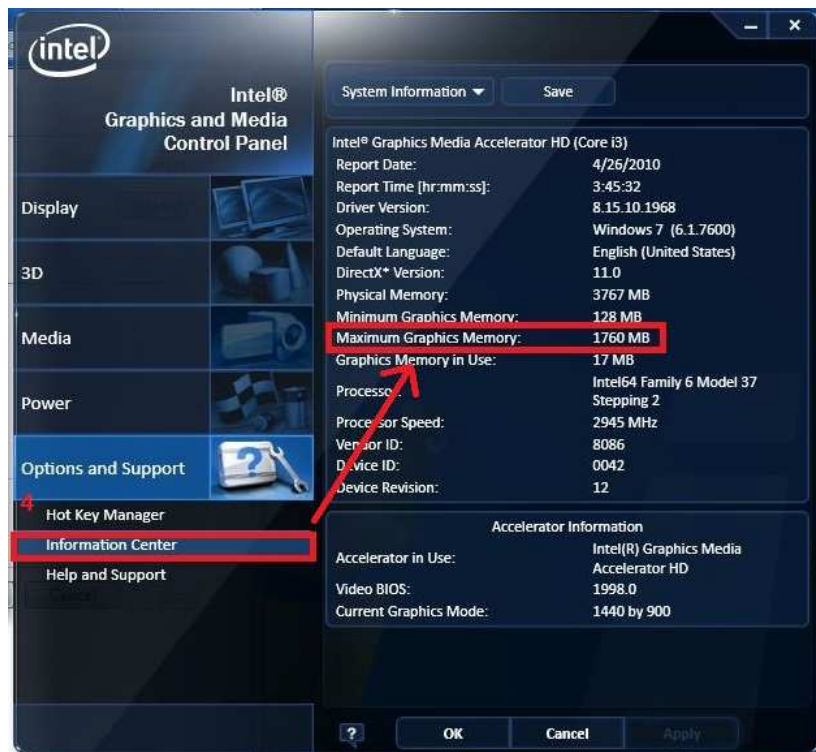 intel
Intel®
Graphics and Media
Control Panel
Display
3D
Media
Power
Options and Support
4
Hot Key Manager
Information Center
Help and Support
System Information
Save
Intel® Graphics Media Accelerator HD (Core i3)
Report Date: 4/26/2010
Report Time [hr:mm:ss]: 3:45:32
Driver Version: 8.15.10.1968
Operating System: Windows 7 (6.1.7600)
Default Language: English (United States)
DirectX* Version: 11.0
Physical Memory: 3767 MB
Minimum Graphics Memory: 128 MB
Maximum Graphics Memory: 1760 MB
Graphics Memory in Use: 17 MB
Processor: Intel64 Family 6 Model 37
Stepping 2
Processor Speed: 2945 MHz
Vendor ID: 8086
Device ID: 0042
Device Revision: 12
Accelerator Information
Accelerator in Use: Intel(R) Graphics Media
Accelerator HD
Video BIOS: 1998.0
Current Graphics Mode: 1440 by 900
?
OK
Cancel
Apply